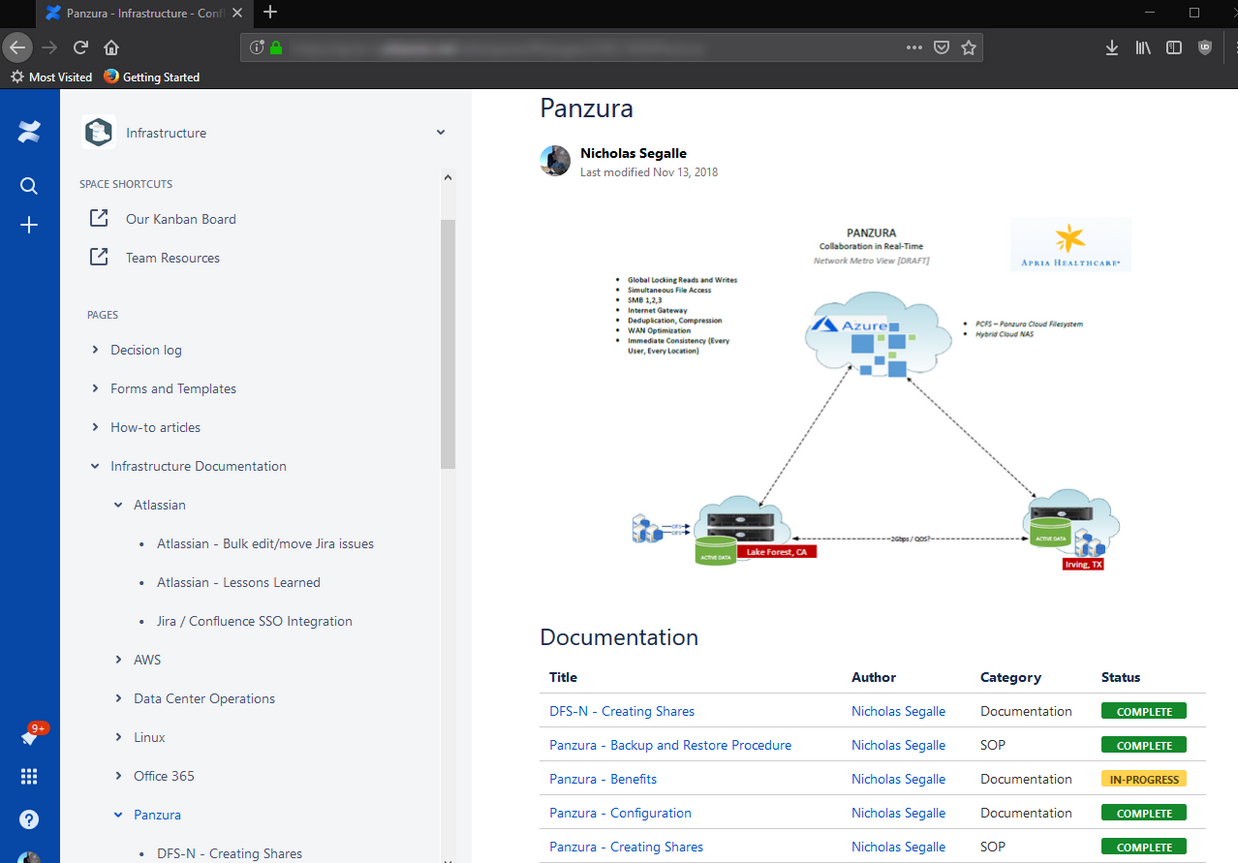 Panzura - Infrastructure - Conf
Most Visited
Getting Started
Infrastructure
SPACE SHORTCUTS
Our Kanban Board
Team Resources
PAGES
Decision log
Forms and Templates
How-to articles
Infrastructure Documentation
Atlassian
Atlassian - Bulk edit/move Jira issues
Atlassian - Lessons Learned
Jira / Confluence SSO Integration
AWS
Data Center Operations
Linux
Office 365
Panzura
DFS-N - Creating Shares
9+
Panzura
Nicholas Segalle
Last modified Nov 13, 2018
PANZURA
Collaboration in Real-Time
Network Metro View [DRAFT]
APRIA HEALTHCARE
Global Locking Reads and Writes
Simultaneous File Access
SMB 1,2,3
Internet Gateway
Deduplication, Compression
WAN Optimization
Immediate Consistency (Every
User, Every Location)
Azure
PCFS – Panzura Cloud Filesystem
Hybrid Cloud NAS
DFS
DFS
ACTIVE DATA
Lake Forest, CA
2Gbps / QOS?
ACTIVE DATA
Irving, TX
Documentation
Title Author Category Status
DFS-N - Creating Shares Nicholas Segalle Documentation COMPLETE
Panzura - Backup and Restore Procedure Nicholas Segalle SOP COMPLETE
Panzura - Benefits Nicholas Segalle Documentation IN-PROGRESS
Panzura - Configuration Nicholas Segalle Documentation COMPLETE
Panzura - Creating Shares Nicholas Segalle SOP COMPLETE